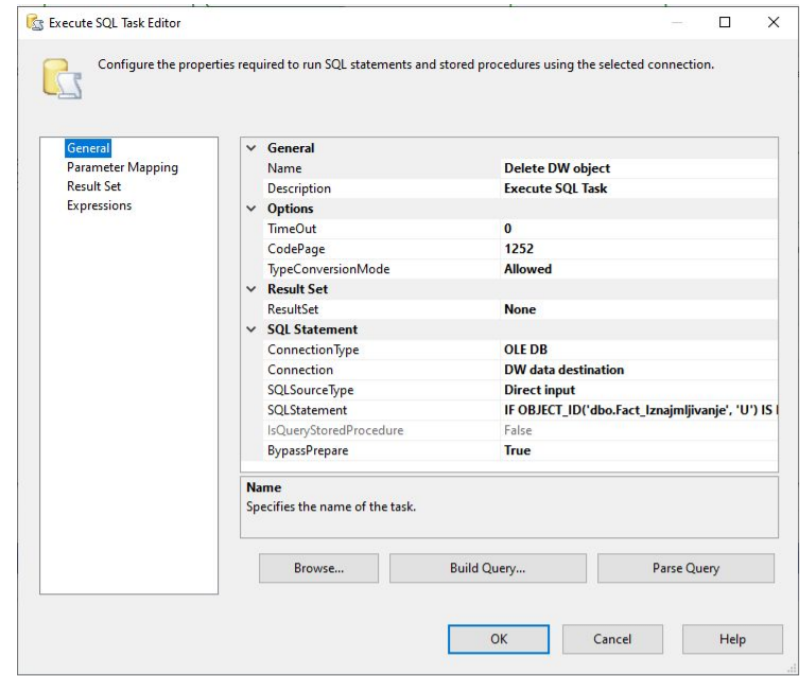 Execute SQL Task Editor
Configure the properties required to run SQL statements and stored procedures using the selected connection.
General
Parameter Mapping
Result Set
Expressions
General
Name Delete DW object
Description Execute SQL Task
Options
TimeOut 0
CodePage 1252
TypeConversionMode Allowed
Result Set
ResultSet None
SQL Statement
ConnectionType OLE DB
Connection DW data destination
SQLSourceType Direct input
SQLStatement IF OBJECT_ID('dbo.Fact_Iznajmljivanje', 'U') IS
IsQueryStoredProcedure False
BypassPrepare True
Name
Specifies the name of the task.
Browse... Build Query... Parse Query
OK Cancel Help